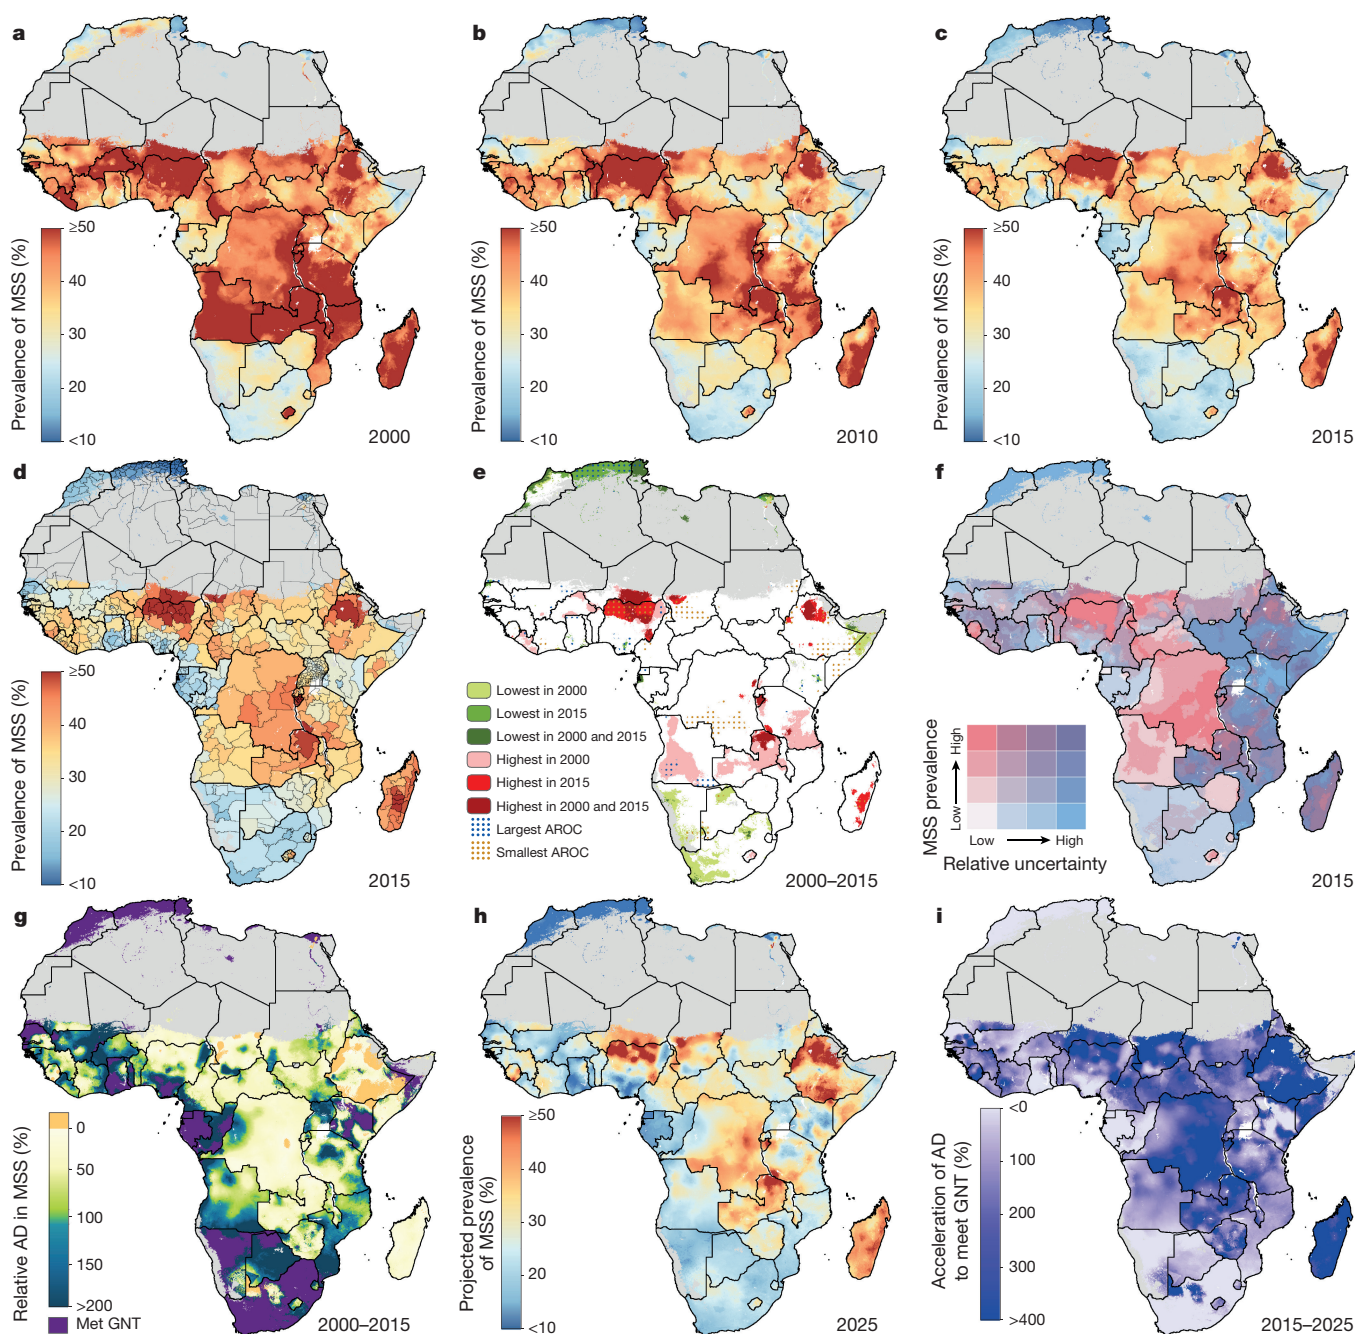 a
Prevalence of MSS (%)
≥50
40
30
20
<10
2000
b
Prevalence of MSS (%)
≥50
40
30
20
<10
2010
c
Prevalence of MSS (%)
≥50
40
30
20
<10
2015
d
Prevalence of MSS (%)
≥50
40
30
20
<10
2015
e
Lowest in 2000
Lowest in 2015
Lowest in 2000 and 2015
Highest in 2000
Highest in 2015
Highest in 2000 and 2015
Largest AROC
Smallest AROC
2000–2015
f
MSS prevalence
High
Low
Low
High
Relative uncertainty
2015
g
Relative AD in MSS (%)
0
50
100
150
>200
Met GNT
2000–2015
h
Projected prevalence
of MSS (%)
≥50
40
30
20
<10
2025
i
Acceleration of AD
to meet GNT (%)
<0
100
200
300
>400
2015–2025